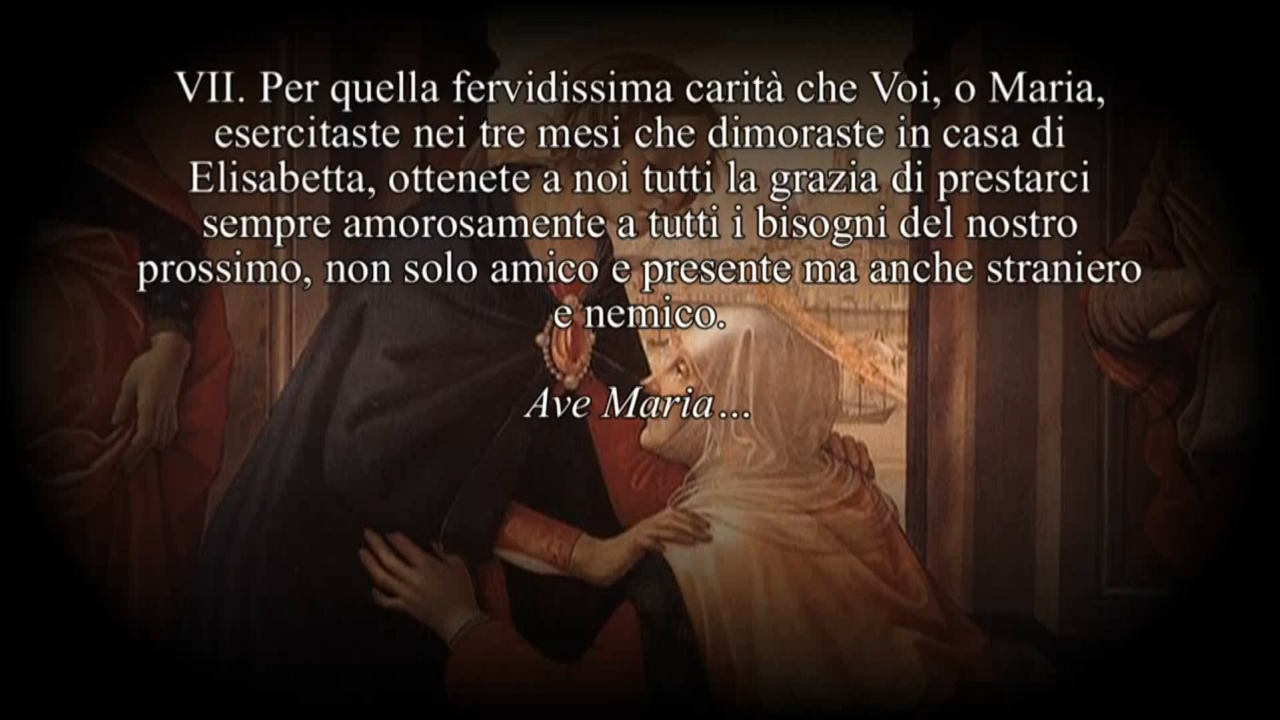 VII. Per quella fervidissima carità che Voi, o Maria,
esercitaste nei tre mesi che dimoraste in casa di
Elisabetta, ottenete a noi tutti la grazia di prestarci
sempre amorosamente a tutti i bisogni del nostro
prossimo, non solo amico e presente ma anche straniero
e nemico.
Ave Maria...